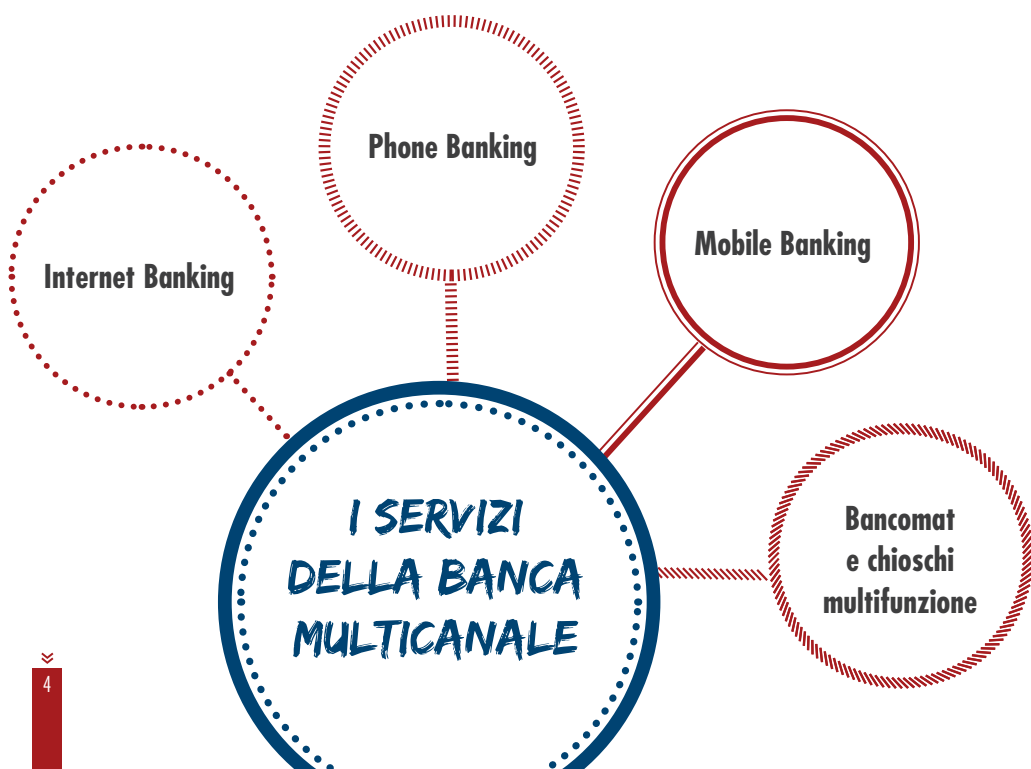 Phone Banking
Mobile Banking
Internet Banking
I SERVIZI
DELLA BANCA
MULTICANALE
Bancomat
e chioschi
multifunzione
4